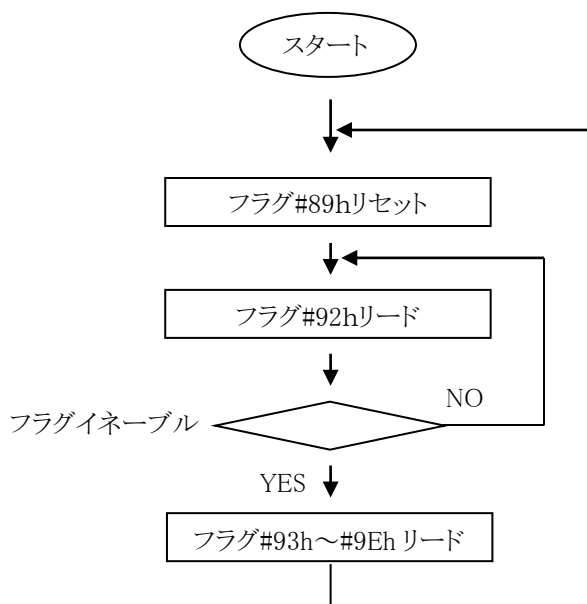 スタート
フラグ#89hリセット
フラグ#92hリード
フラグイネーブル
NO
YES
フラグ#93h～#9Eh リード